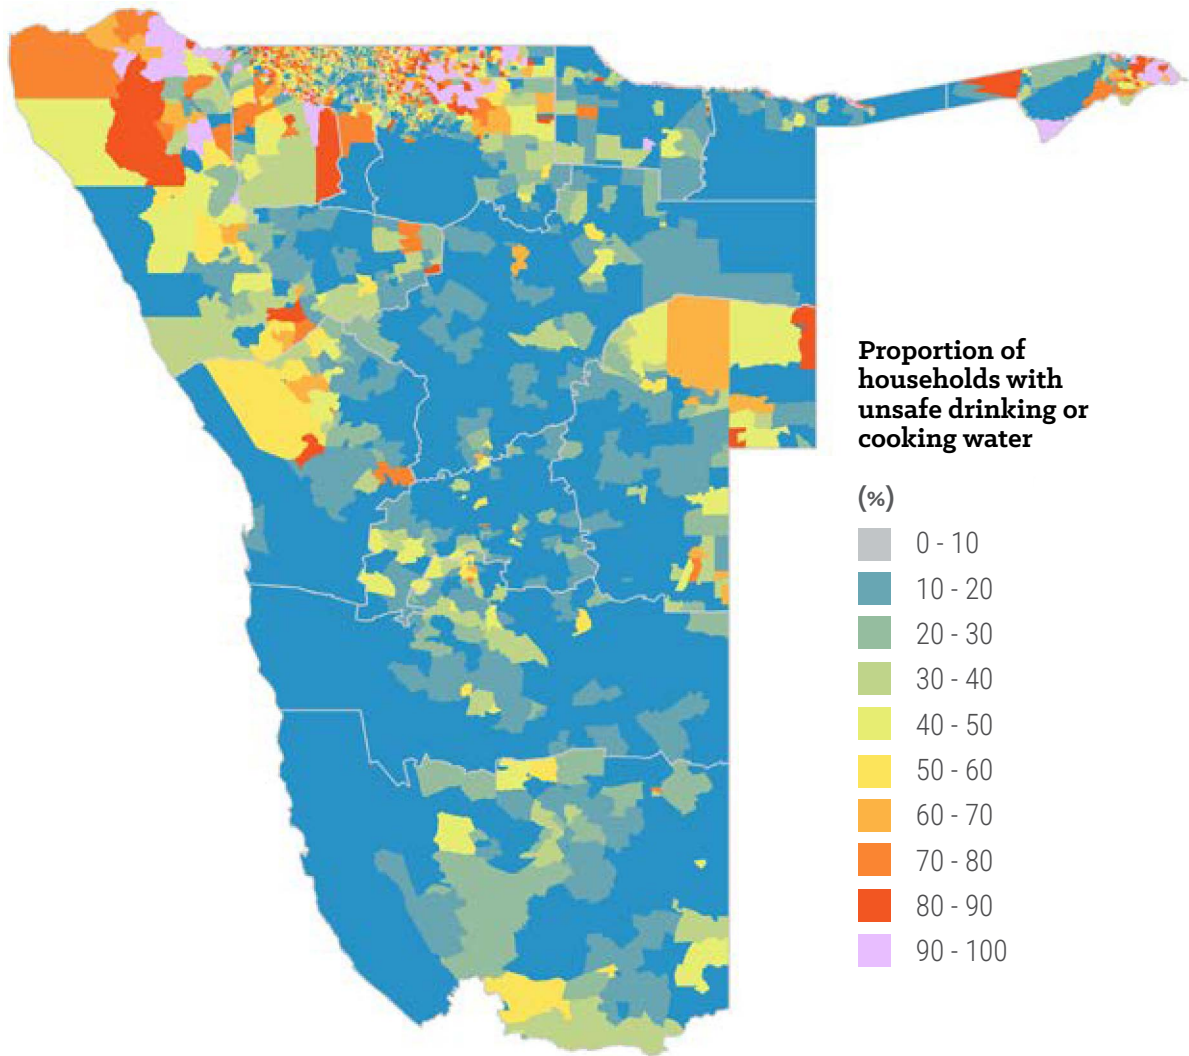 Proportion of
households with
unsafe drinking or
cooking water
(%)
0 - 10
10 - 20
20 - 30
30 - 40
40 - 50
50 - 60
60 - 70
70 - 80
80 - 90
90 - 100